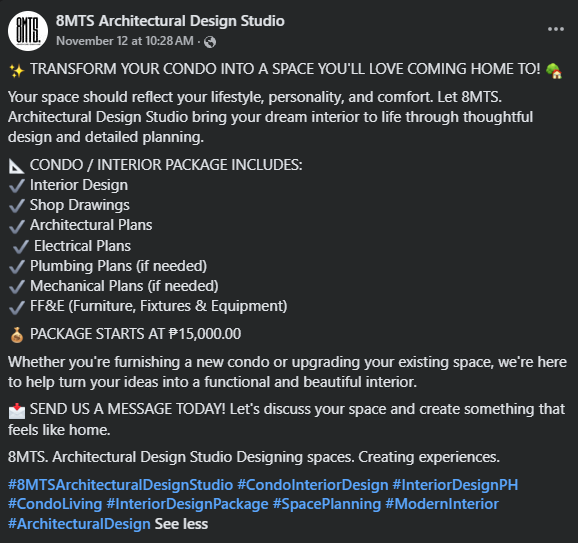 8MTS.
8MTS Architectural Design Studio
November 12 at 10:28 AM ·
✨ TRANSFORM YOUR CONDO INTO A SPACE YOU'LL LOVE COMING HOME TO! 🏡
Your space should reflect your lifestyle, personality, and comfort. Let 8MTS.
Architectural Design Studio bring your dream interior to life through thoughtful
design and detailed planning.
📐 CONDO / INTERIOR PACKAGE INCLUDES:
✔️ Interior Design
✔️ Shop Drawings
✔️ Architectural Plans
✔️ Electrical Plans
✔️ Plumbing Plans (if needed)
✔️ Mechanical Plans (if needed)
✔️ FF&E (Furniture, Fixtures & Equipment)
💰 PACKAGE STARTS AT ₱15,000.00
Whether you're furnishing a new condo or upgrading your existing space, we're here
to help turn your ideas into a functional and beautiful interior.
📩 SEND US A MESSAGE TODAY! Let's discuss your space and create something that
feels like home.
8MTS. Architectural Design Studio Designing spaces. Creating experiences.
#8MTSArchitecturalDesignStudio #CondoInteriorDesign #InteriorDesignPH
#CondoLiving #InteriorDesignPackage #SpacePlanning #ModernInterior
#ArchitecturalDesign See less